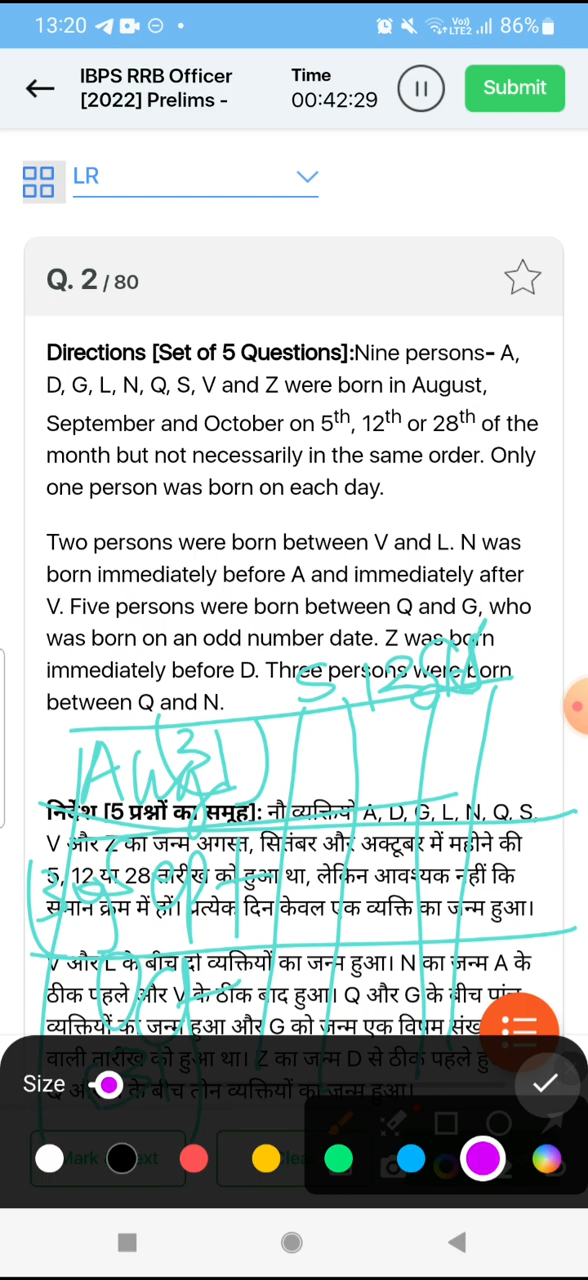 13:20
Vo)) LTE2 86%
IBPS RRB Officer
[2022] Prelims -
Time
00:42:29
Submit
LR
Q. 2 / 80
Directions [Set of 5 Questions]:Nine persons- A,
D, G, L, N, Q, S, V and Z were born in August,
September and October on 5th, 12th or 28th of the
month but not necessarily in the same order. Only
one person was born on each day.
Two persons were born between V and L. N was
born immediately before A and immediately after
V. Five persons were born between Q and G, who
was born on an odd number date. Z was born
immediately before D. Three persons were born
between Q and N.
निर्देश [5 प्रश्नों का समूह]: नौ व्यक्तियों A, D, G, L, N, Q, S,
V और Z का जन्म अगस्त, सितंबर और अक्टूबर में महीने की
5, 12 या 28 तारीख को हुआ था, लेकिन आवश्यक नहीं कि
समान क्रम में हों। प्रत्येक दिन केवल एक व्यक्ति का जन्म हुआ।
V और L के बीच दो व्यक्तियों का जन्म हुआ। N का जन्म A के
ठीक पहले और V के ठीक बाद हुआ। Q और G के बीच पांच
व्यक्तियों का जन्म हुआ और G को जन्म एक विषम
वाली तारीख को हुआ था। Z का जन्म D से ठीक पहले
के बीच तीन व्यक्तियों का जन्म हुआ।
Size